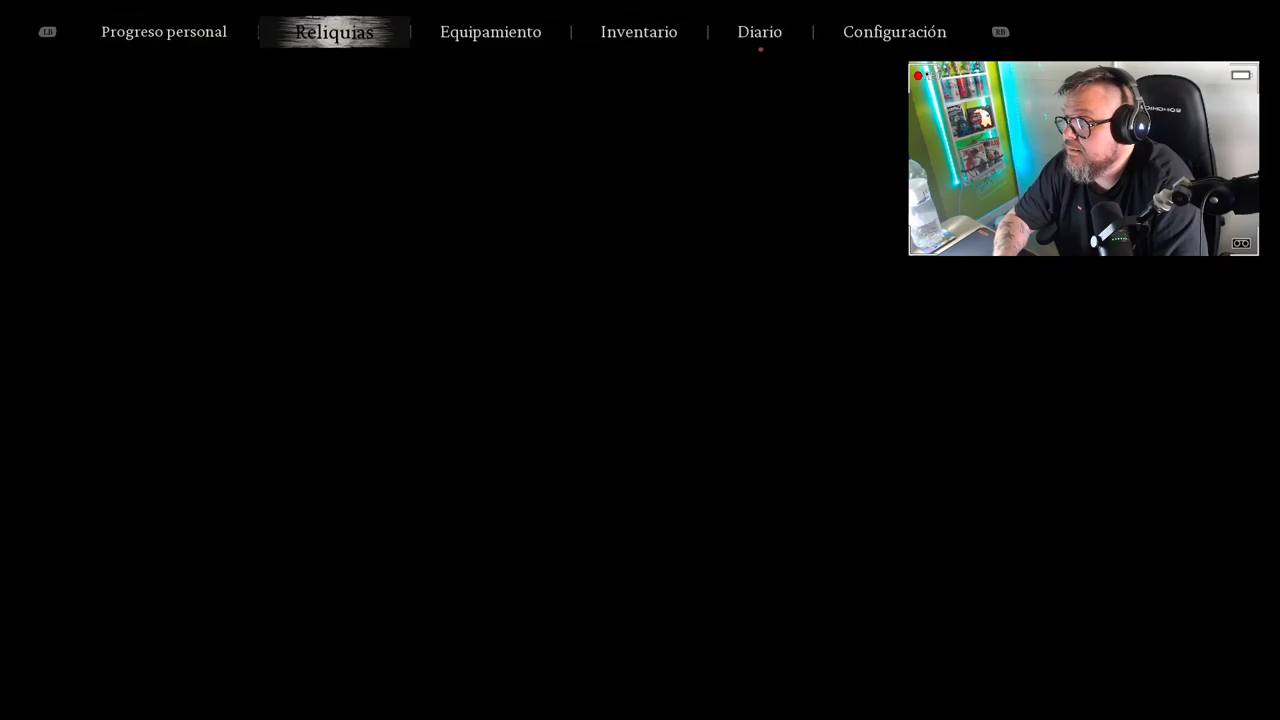 LB Progreso personal | Reliquias | Equipamiento | Inventario | Diario | Configuración RB